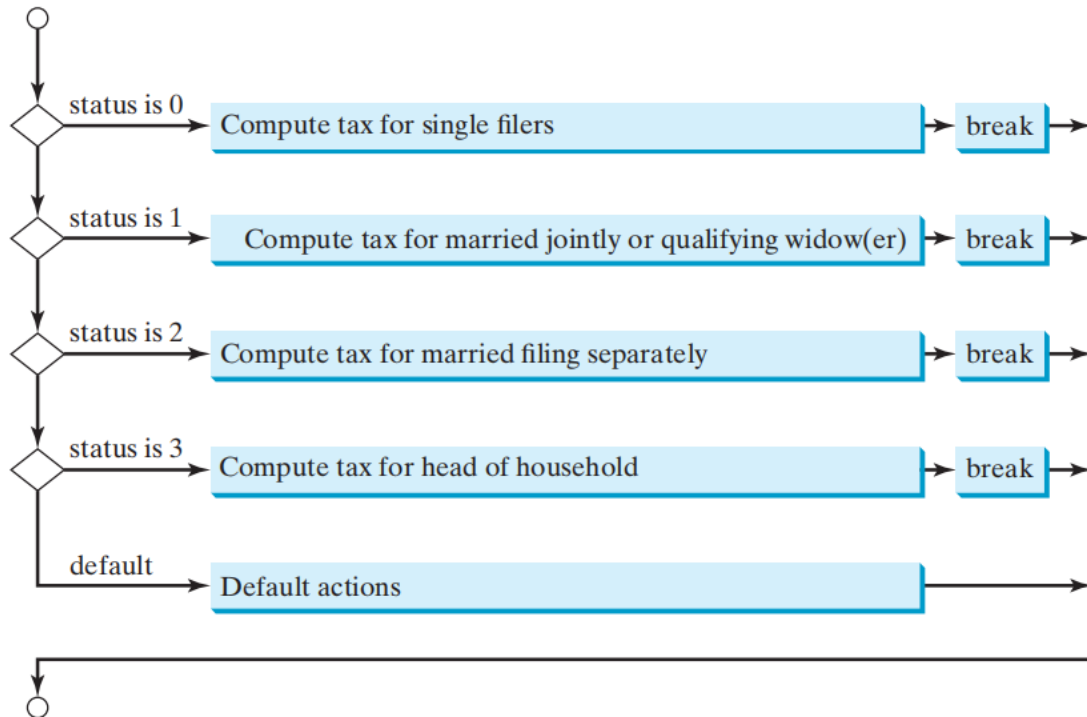 status is 0
Compute tax for single filers
break
status is 1
Compute tax for married jointly or qualifying widow(er)
break
status is 2
Compute tax for married filing separately
break
status is 3
Compute tax for head of household
break
default
Default actions